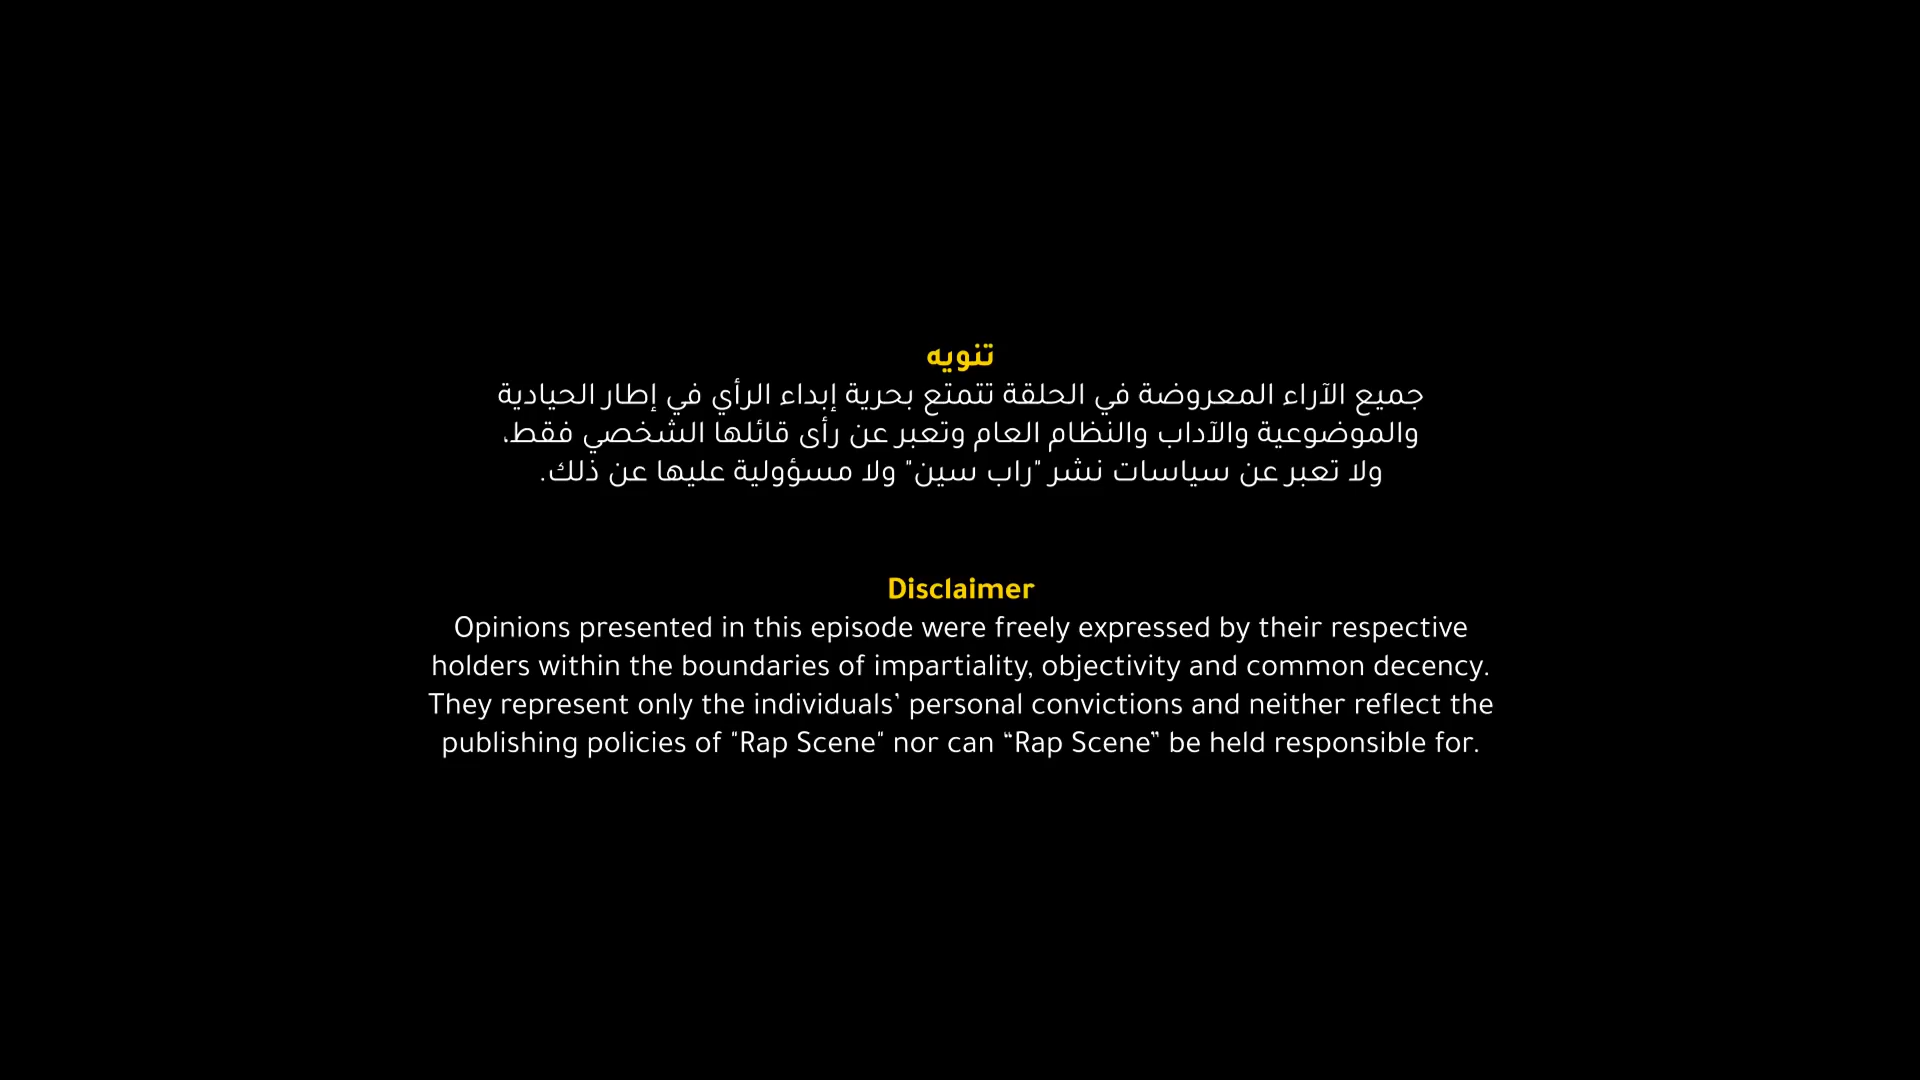 تنويه
جميع الآراء المعروضة في الحلقة تتمتع بحرية إبداء الرأي في إطار الحيادية
والموضوعية والآداب والنظام العام وتعبر عن رأى قائلها الشخصي فقط،
ولا تعبر عن سياسات نشر "راب سين" ولا مسؤولية عليها عن ذلك.
Disclaimer
Opinions presented in this episode were freely expressed by their respective
holders within the boundaries of impartiality, objectivity and common decency.
They represent only the individuals’ personal convictions and neither reflect the
publishing policies of "Rap Scene" nor can “Rap Scene” be held responsible for.